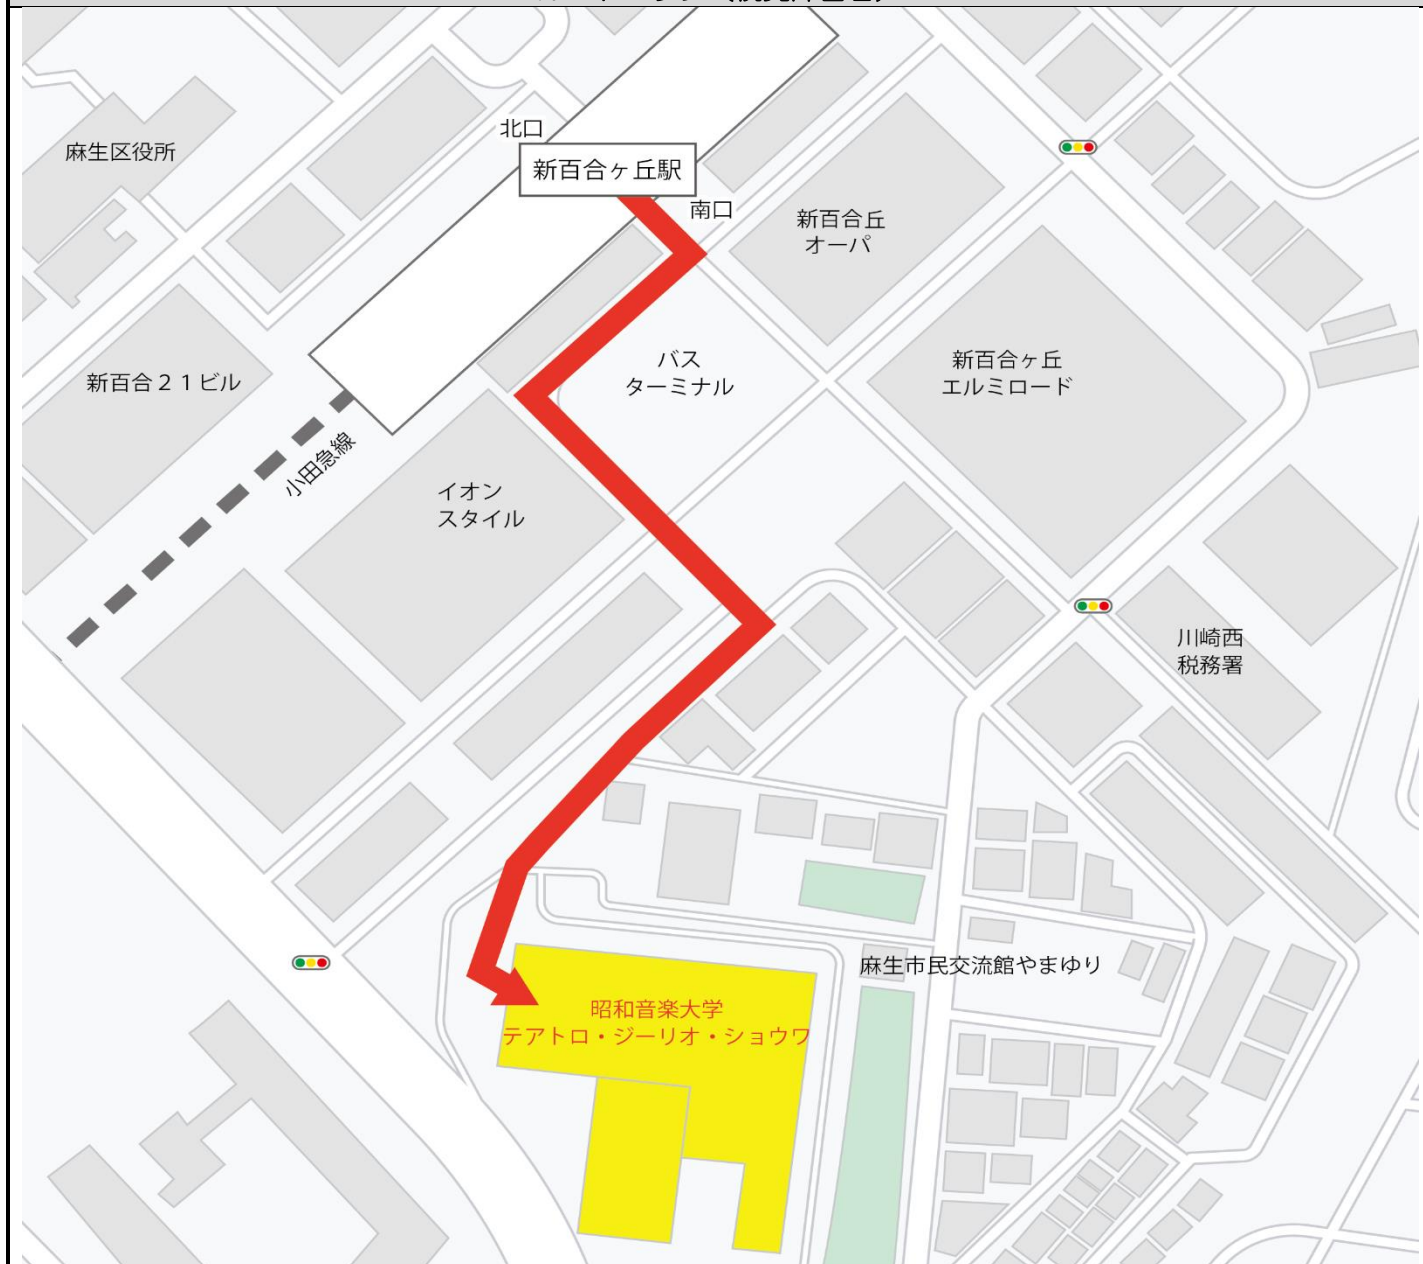 北口
麻生区役所
新百合ヶ丘駅
南口
新百合丘
オーパ
バス
ターミナル
新百合ヶ丘
エルミロード
新百合２１ビル
小田急線
イオン
スタイル
川崎西
税務署
麻生市民交流館やまゆり
昭和音楽大学
テアトロ・ジーリオ・ショウワ